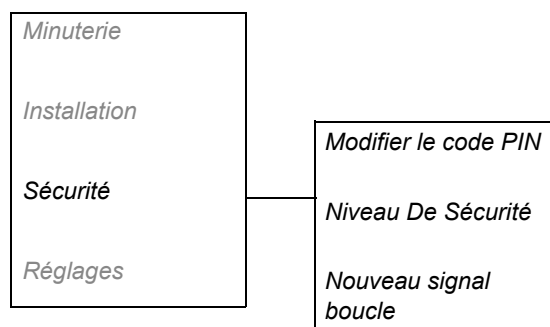 Minuterie
Installation
Sécurité
Réglages
Modifier le code PIN
Niveau De Sécurité
Nouveau signal
boucle